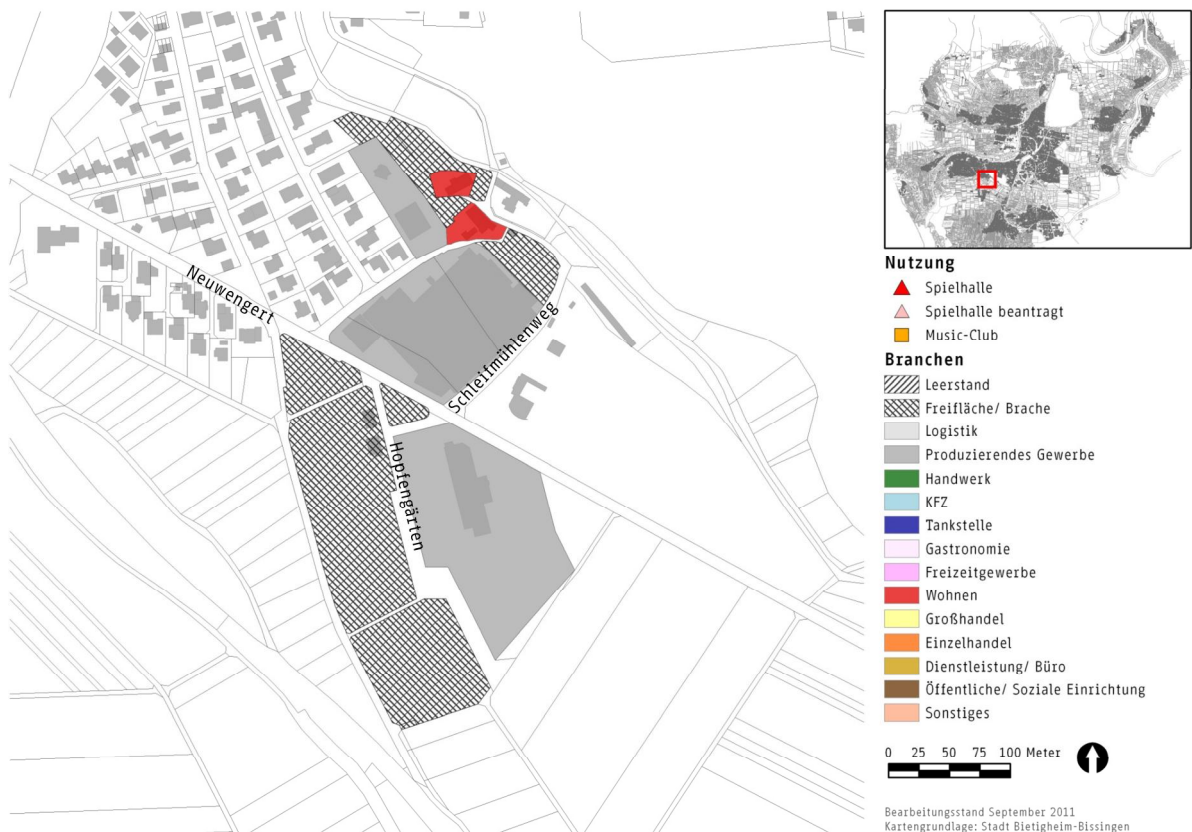 Neuwengert
Schleifmühlenweg
Hopfengärten
Nutzung
Spielhalle
Spielhalle beantragt
Music-Club
Branchen
Leerstand
Freifläche/ Brache
Logistik
Produzierendes Gewerbe
Handwerk
KFZ
Tankstelle
Gastronomie
Freizeitgewerbe
Wohnen
Großhandel
Einzelhandel
Dienstleistung/ Büro
Öffentliche/ Soziale Einrichtung
Sonstiges
0 25 50 75 100 Meter
Bearbeitungsstand September 2011
Kartengrundlage: Stadt Bietigheim-Bissingen